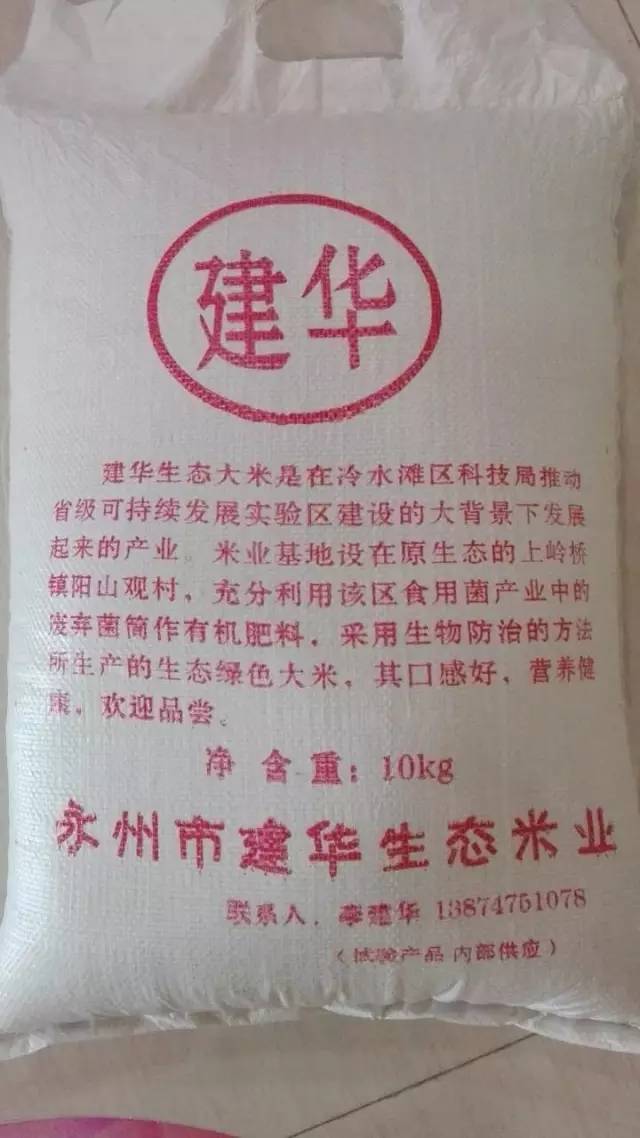 建华
建华生态大米是在冷水滩区科技局推动
省级可持续发展实验区建设的大背景下发展
起来的产业。米业基地设在原生态的上岭桥
镇阳山观村，充分利用该区食用菌产业中的
废弃菌筒作有机肥料，采用生物防治的方法
所生产的生态绿色大米，其口感好，营养健
康，欢迎品尝。
净含量：10kg
永州市建华生态米业
联系人：李建华 13874751078
（试验产品 内部供应）